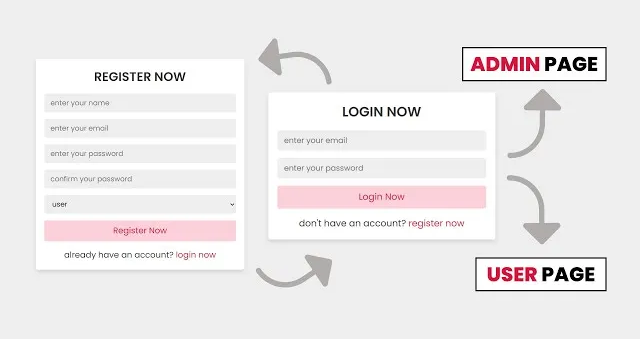 REGISTER NOW
enter your name
enter your email
enter your password
confirm your password
user
Register Now
already have an account? login now
LOGIN NOW
enter your email
enter your password
Login Now
don't have an account? register now
ADMIN PAGE
USER PAGE